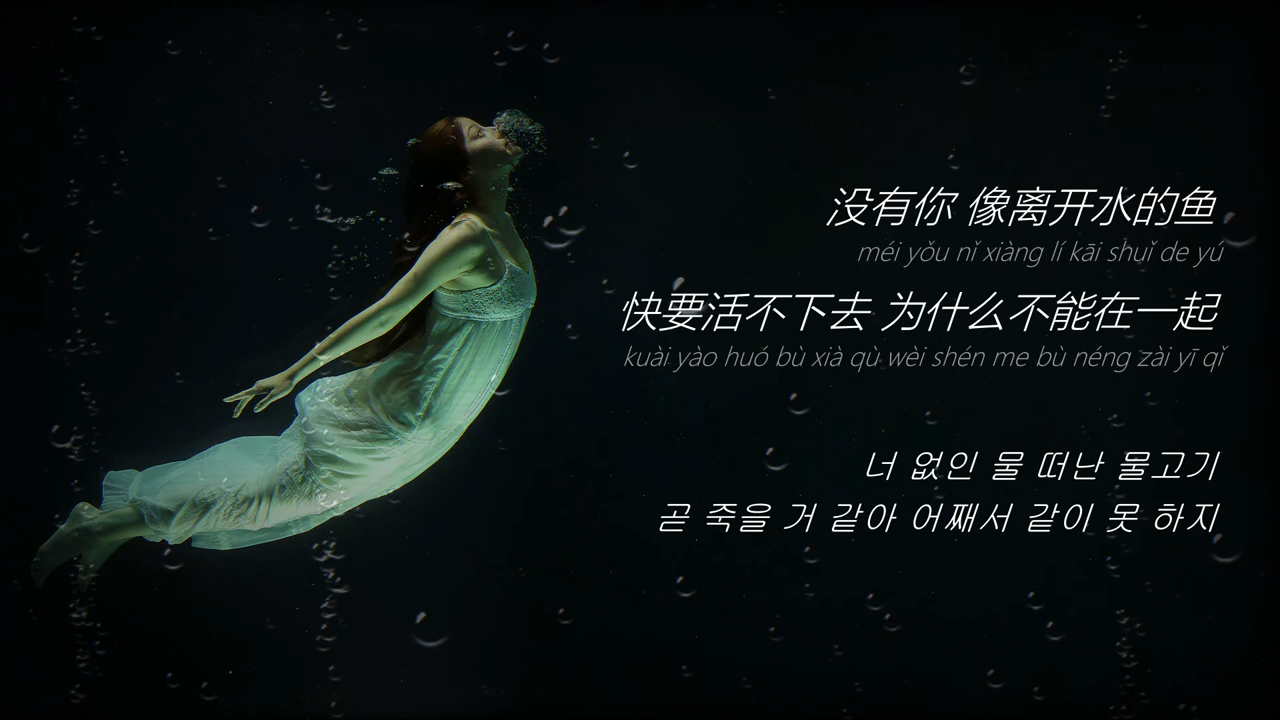 没有你 像离开水的鱼
méi yǒu nǐ xiàng lí kāi shuǐ de yú
快要活不下去 为什么不能在一起
kuài yào huó bù xià qù wèi shén me bù néng zài yī qǐ
너 없인 물 떠난 물고기
곧 죽을 거 같아 어째서 같이 못 하지